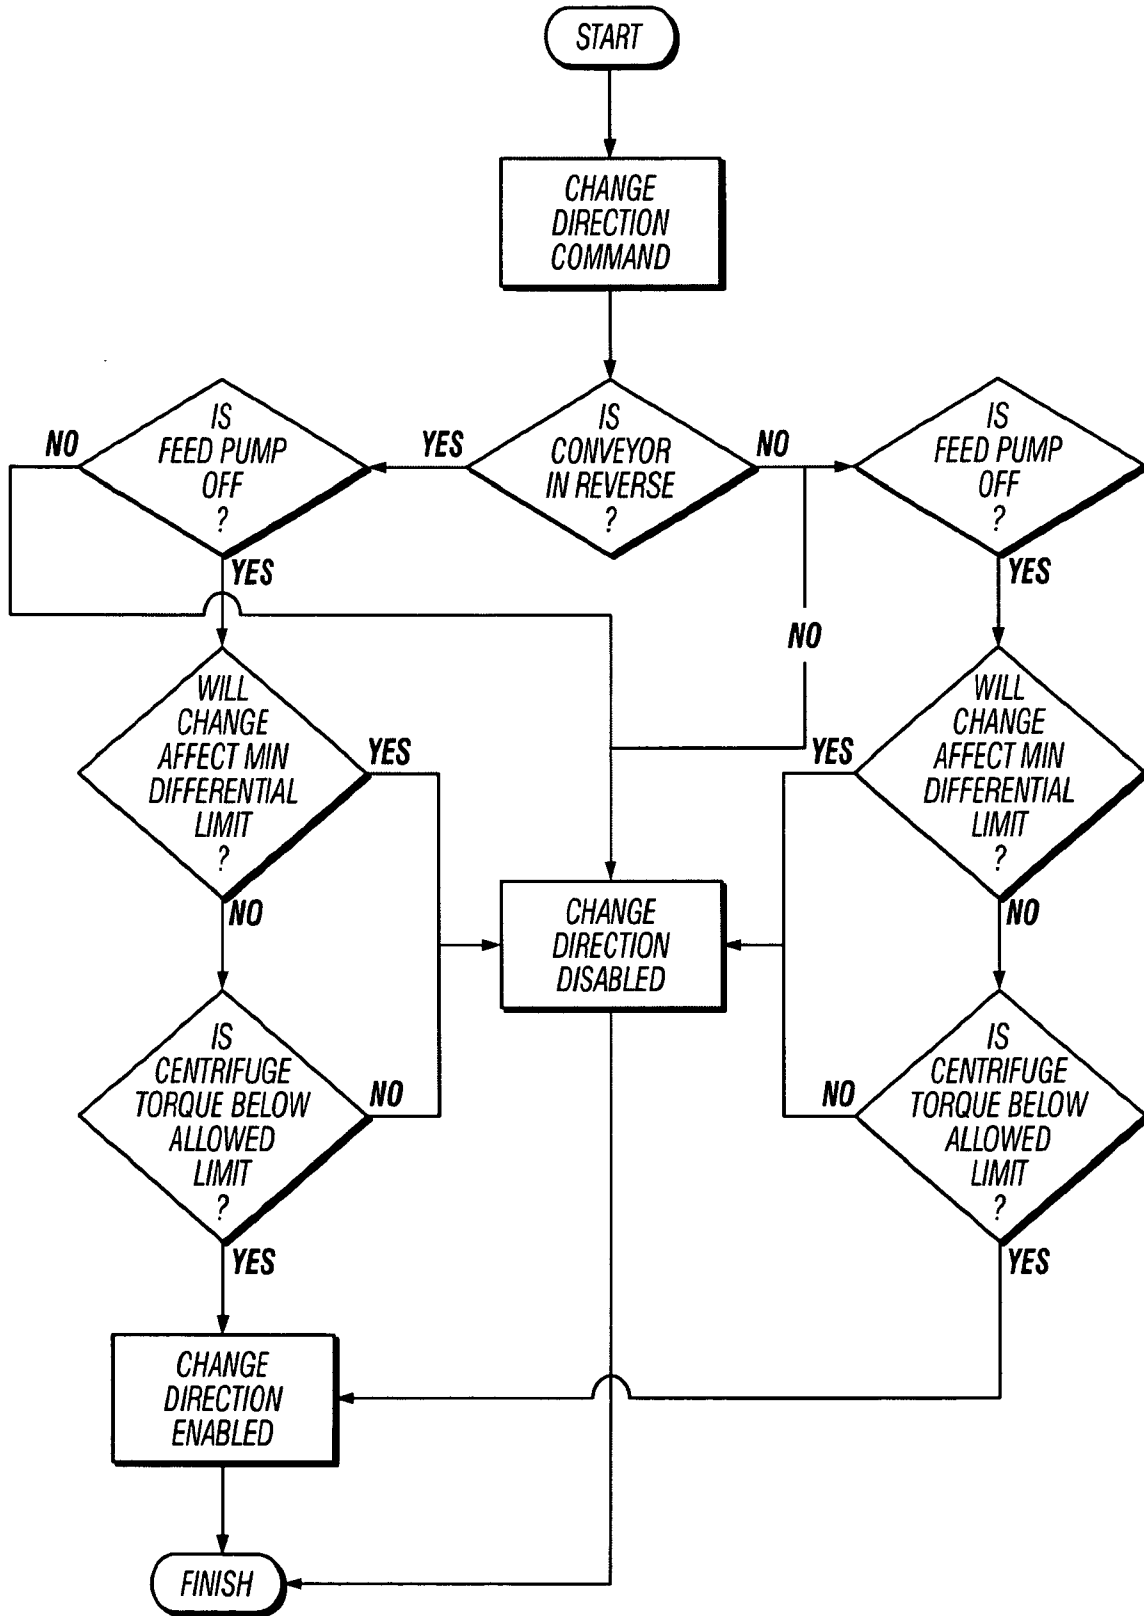 START
CHANGE
DIRECTION
COMMAND
IS
FEED PUMP
OFF
?
NO
YES
IS
CONVEYOR
IN REVERSE
?
YES
NO
IS
FEED PUMP
OFF
?
YES
NO
WILL
CHANGE
AFFECT MIN
DIFFERENTIAL
LIMIT
?
YES
NO
WILL
CHANGE
AFFECT MIN
DIFFERENTIAL
LIMIT
?
YES
NO
CHANGE
DIRECTION
DISABLED
IS
CENTRIFUGE
TORQUE BELOW
ALLOWED
LIMIT
?
NO
YES
IS
CENTRIFUGE
TORQUE BELOW
ALLOWED
LIMIT
?
NO
YES
CHANGE
DIRECTION
ENABLED
FINISH